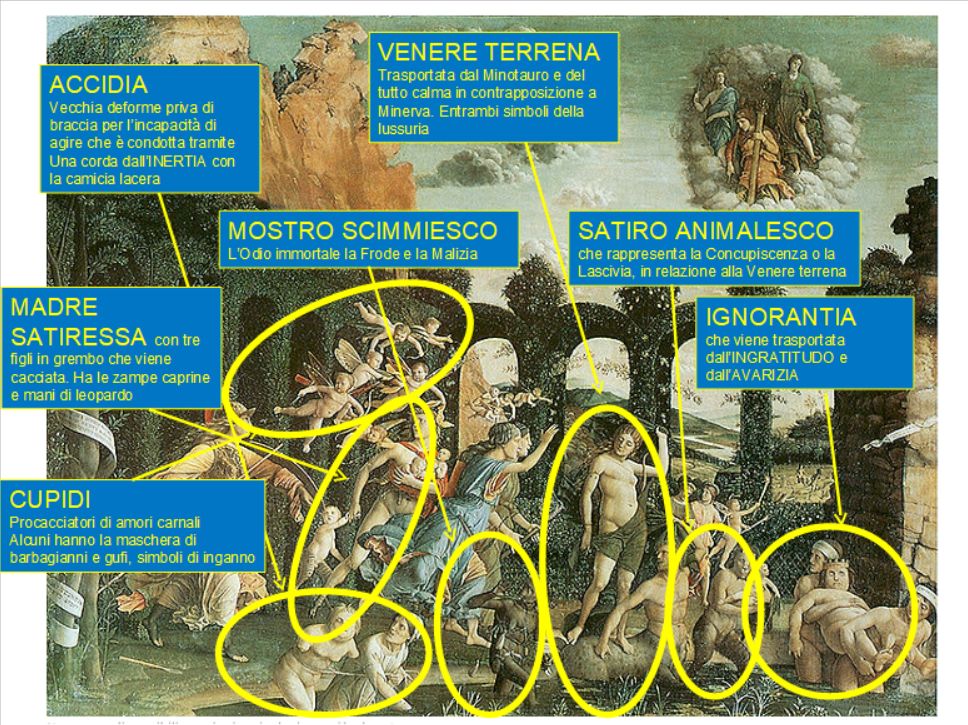 ACCIDIA
Vecchia deforme priva di
braccia per l'incapacità di
agire che è condotta tramite
Una corda dall'INERTIA con
la camicia lacera
VENERE TERRENA
Trasportata dal Minotauro e del
tutto calma in contrapposizione a
Minerva. Entrambi simboli della
lussuria
MOSTRO SCIMMIESCO
L'Odio immortale la Frode e la Malizia
SATIRO ANIMALESCO
che rappresenta la Concupiscenza o la
Lascivia, in relazione alla Venere terrena
MADRE
SATIRESSA con tre
figli in grembo che viene
cacciata. Ha le zampe caprine
e mani di leopardo
IGNORANTIA
che viene trasportata
dall'INGRATITUDO e
dall'AVARIZIA
CUPIDI
Procacciatori di amori carnali
Alcuni hanno la maschera di
barbagianni e gufi, simboli di inganno